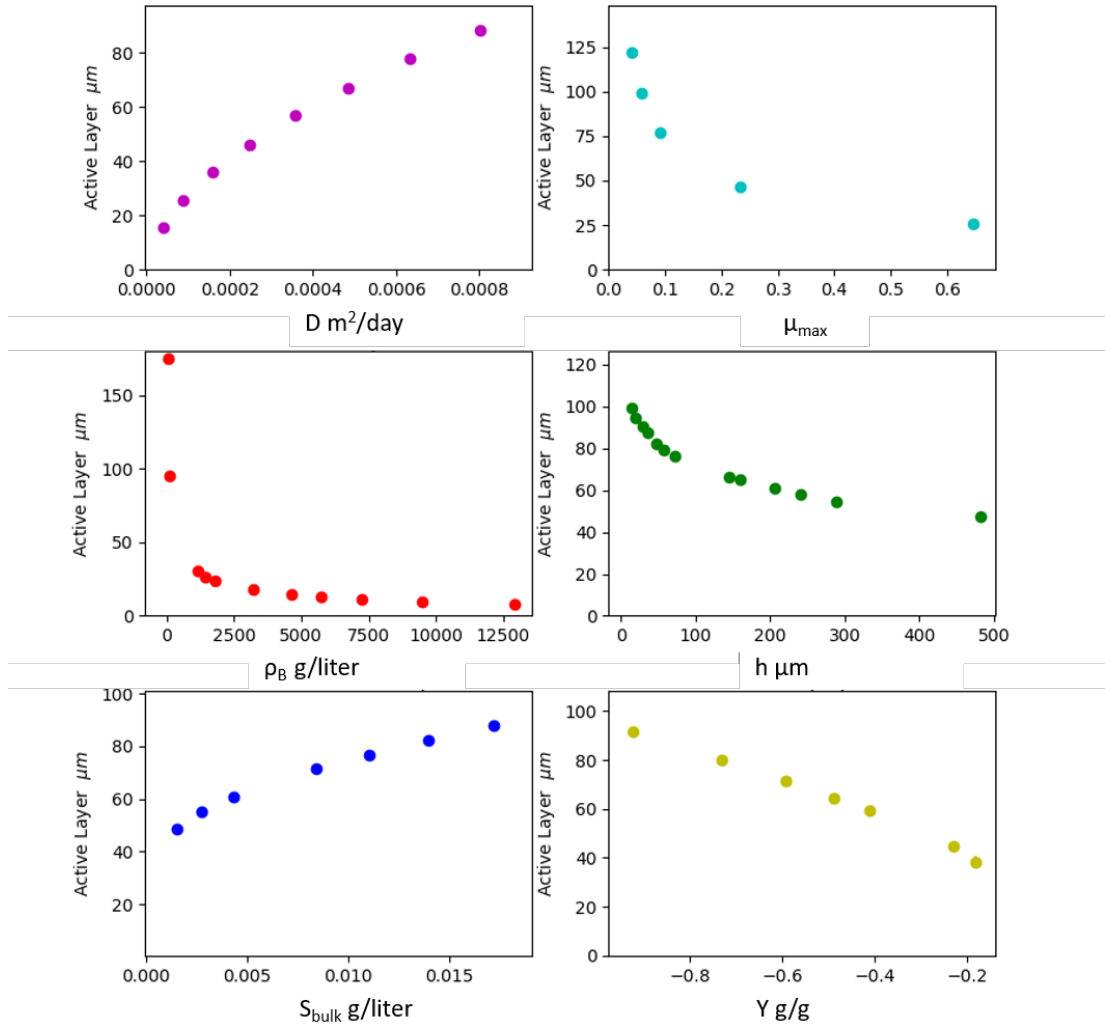 Active Layer μm
80
60
40
20
0
0.0000 0.0002 0.0004 0.0006 0.0008
D m²/day
Active Layer μm
125
100
75
50
25
0
0.0 0.1 0.2 0.3 0.4 0.5 0.6
μmax
Active Layer μm
150
100
50
0
0 2500 5000 7500 10000 12500
ρB g/liter
Active Layer μm
120
100
80
60
40
20
0
0 100 200 300 400 500
h μm
Active Layer μm
100
80
60
40
20
0.000 0.005 0.010 0.015
Sbulk g/liter
Active Layer μm
100
80
60
40
20
0
−0.8 −0.6 −0.4 −0.2
Y g/g